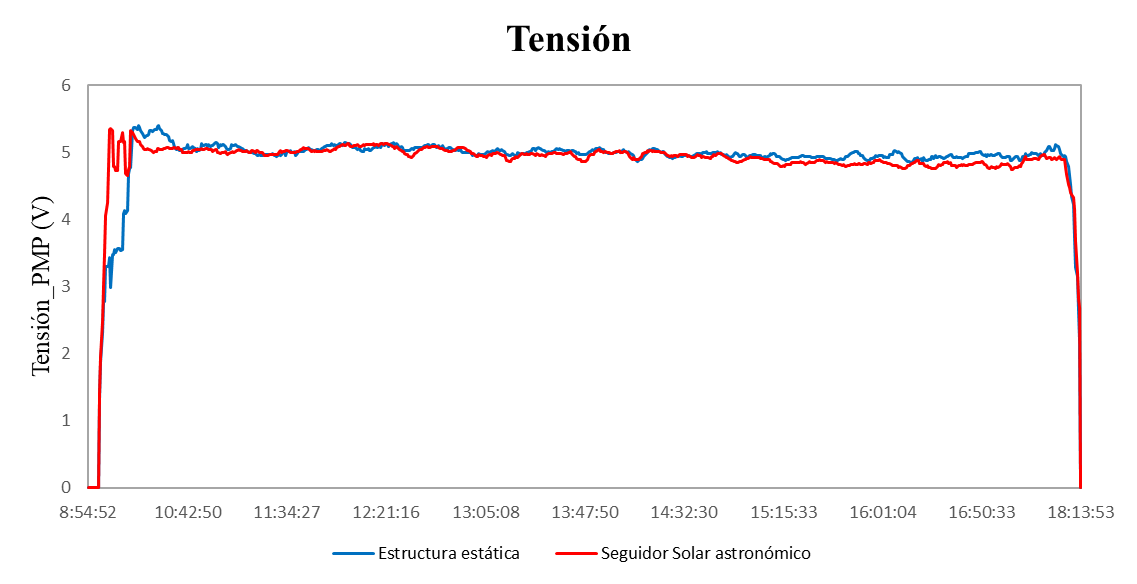 Tensión
Tensión_PMP (V)
6
5
4
3
2
1
0
8:54:52 10:42:50 11:34:27 12:21:16 13:05:08 13:47:50 14:32:30 15:15:33 16:01:04 16:50:33 18:13:53
Estructura estática Seguidor Solar astronómico